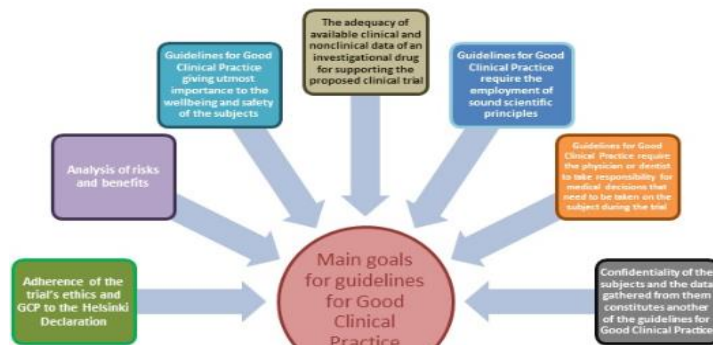 The adequacy of
available clinical and
nonclinical data of an
investigational drug
for supporting the
proposed clinical trial
Guidelines for Good
Clinical Practice
giving utmost
importance to the
wellbeing and safety
of the subjects
Guidelines for Good
Clinical Practice
require the
employment of
sound scientific
principles
Analysis of risks
and benefits
Guidelines for Good
Clinical Practice require
the physician or dentist
to take responsibility for
medical decisions that
need to be taken on the
subject during the trial
Adherence of the
trial's ethics and
GCP to the Helsinki
Declaration
Main goals
for guidelines
for Good
Clinical
Practice
Confidentiality of the
subjects and the data
gathered from them
constitutes another
of the guidelines for
Good Clinical Practice